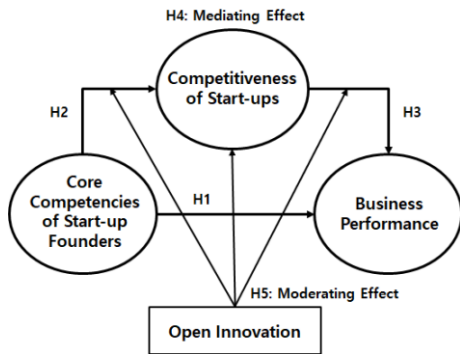 H4: Mediating Effect
Competitiveness
of Start-ups
H2
H3
Core
Competencies
of Start-up
Founders
H1
Business
Performance
H5: Moderating Effect
Open Innovation